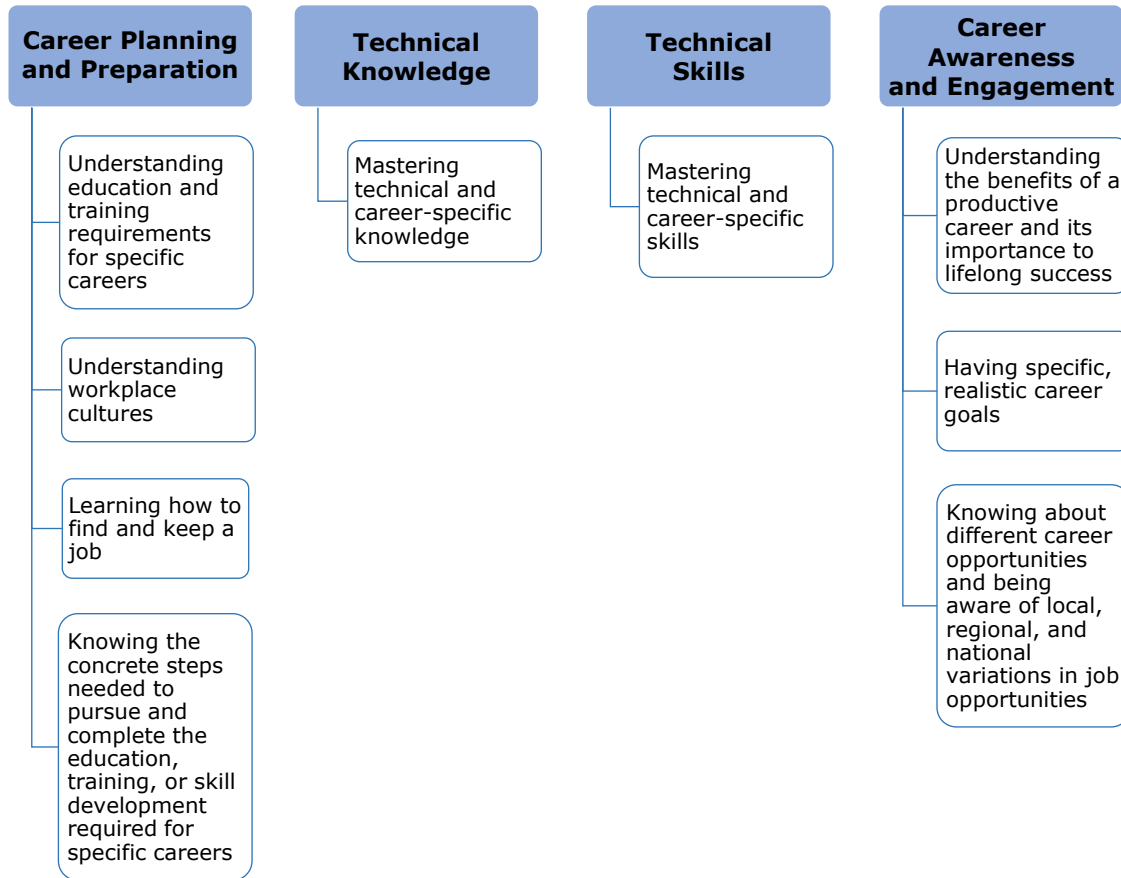 Career Planning
and Preparation
Understanding
education and
training
requirements
for specific
careers
Understanding
workplace
cultures
Learning how to
find and keep a
job
Knowing the
concrete steps
needed to
pursue and
complete the
education,
training, or skill
development
required for
specific careers
Technical
Knowledge
Mastering
technical and
career-specific
knowledge
Technical
Skills
Mastering
technical and
career-specific
skills
Career
Awareness
and Engagement
Understanding
the benefits of a
productive
career and its
importance to
lifelong success
Having specific,
realistic career
goals
Knowing about
different career
opportunities
and being
aware of local,
regional, and
national
variations in job
opportunities